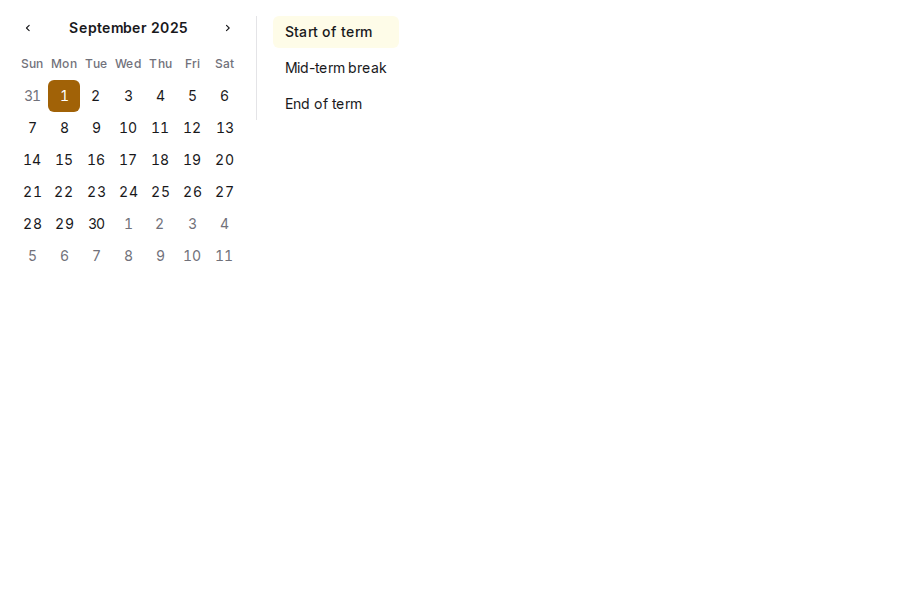 September 2025
Sun Mon Tue Wed Thu Fri Sat
31 1 2 3 4 5 6
7 8 9 10 11 12 13
14 15 16 17 18 19 20
21 22 23 24 25 26 27
28 29 30 1 2 3 4
5 6 7 8 9 10 11
Start of term
Mid-term break
End of term